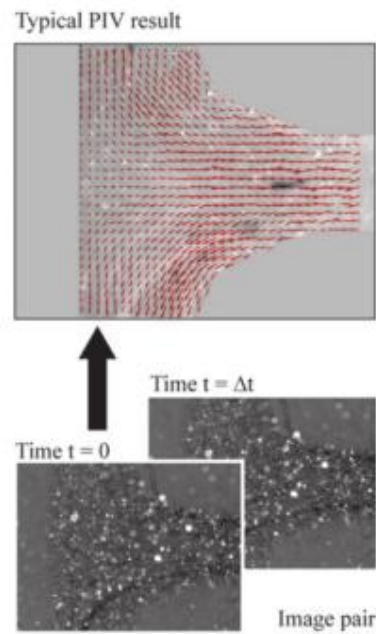 Typical PIV result
Time t = Δt
Time t = 0
Image pair